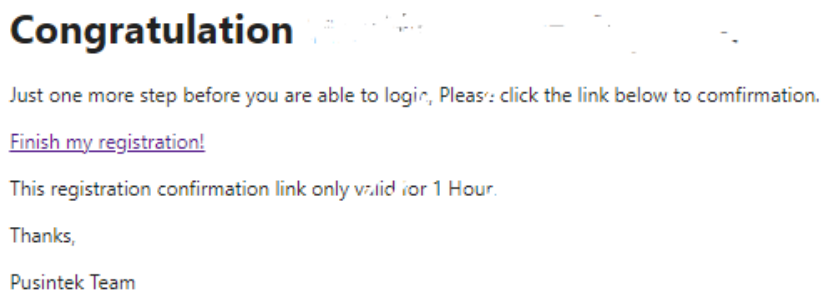 Congratulation
Just one more step before you are able to login, Please click the link below to comfirmation.
Finish my registration!
This registration confirmation link only valid for 1 Hour.
Thanks,
Pusintek Team